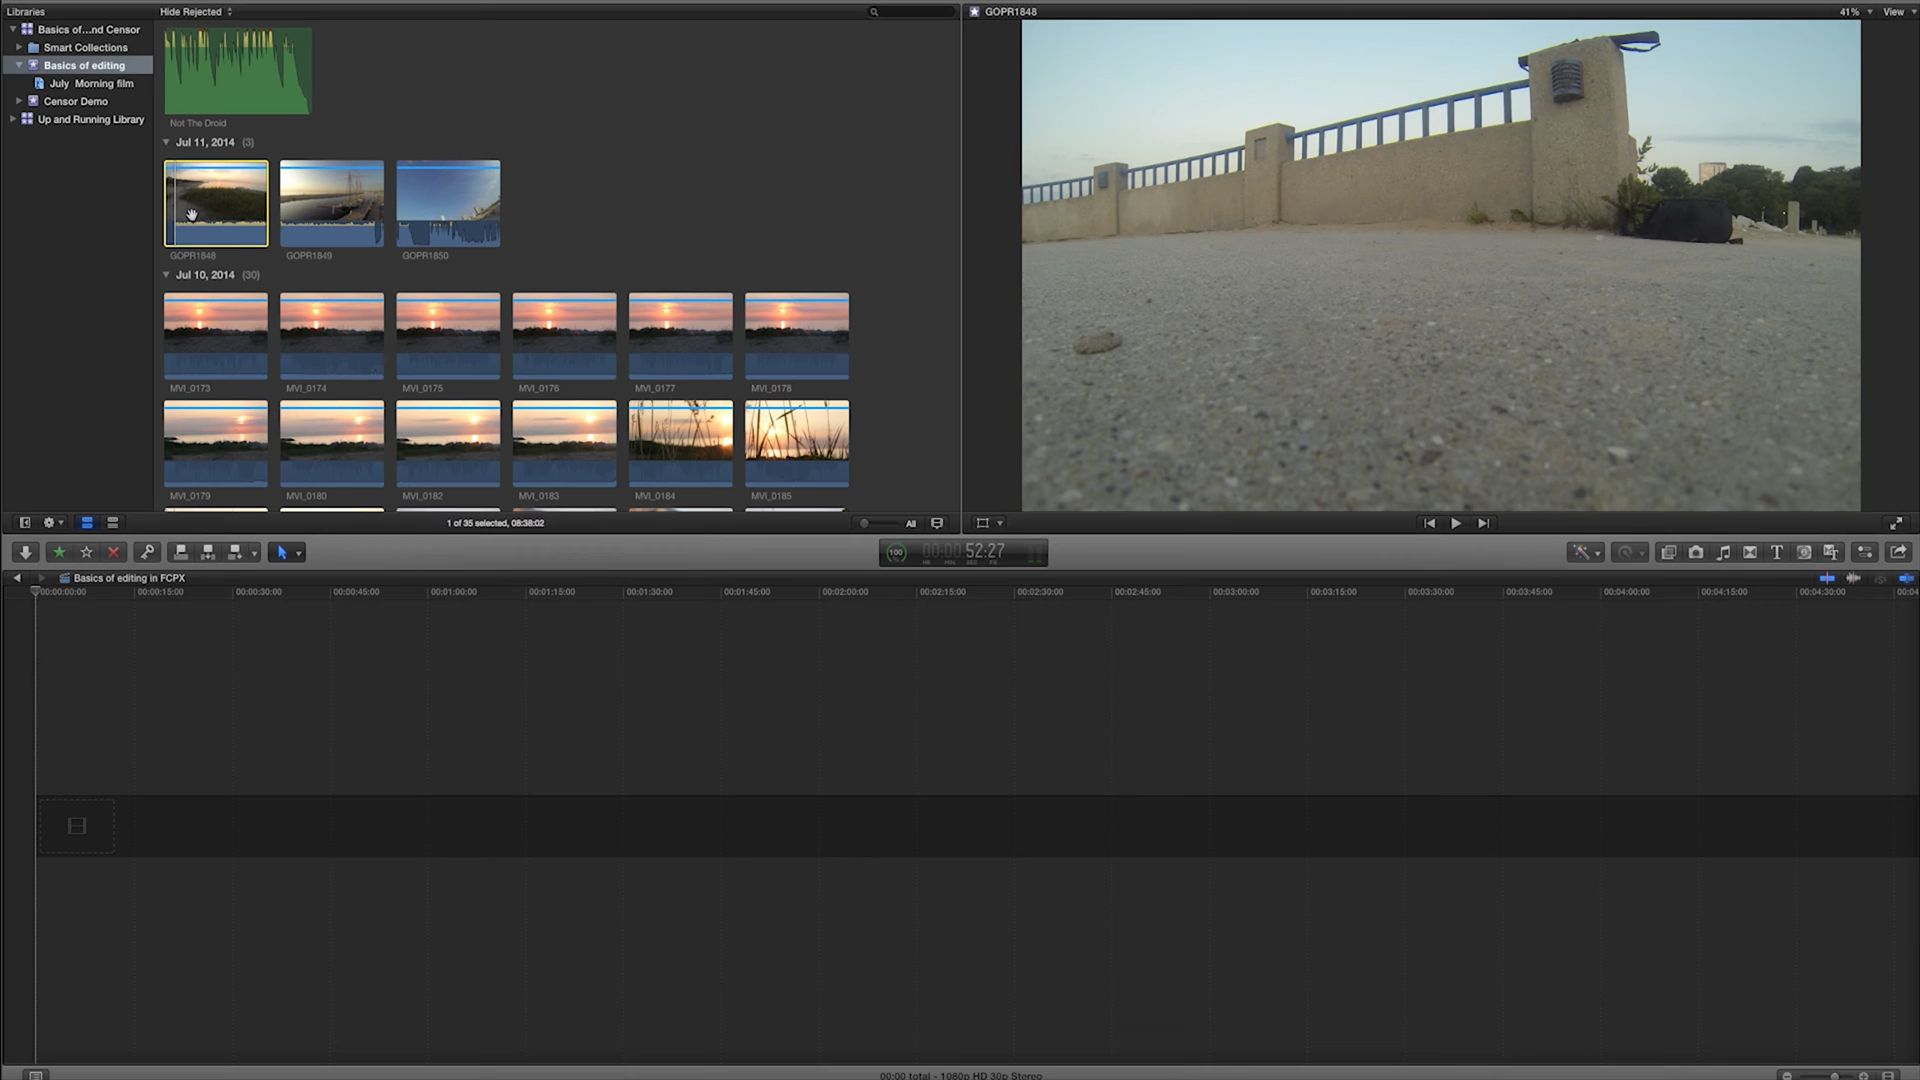 Libraries
Hide Rejected
GOPR1848
41%
View
Basics of...nd Censor
Smart Collections
Basics of editing
July Morning film
Censor Demo
Up and Running Library
Not The Droid
Jul 11, 2014 (3)
GOPR1848
GOPR1849
GOPR1850
Jul 10, 2014 (30)
MVI_0173
MVI_0174
MVI_0175
MVI_0176
MVI_0177
MVI_0178
MVI_0179
MVI_0180
MVI_0182
MVI_0183
MVI_0184
MVI_0185
1 of 35 selected, 08:38:02
All
100
00:00:52:27
HR MIN SEC FR
Basics of editing in FCPX
00:00:00:00
00:00:15:00
00:00:30:00
00:00:45:00
00:01:00:00
00:01:15:00
00:01:30:00
00:01:45:00
00:02:00:00
00:02:15:00
00:02:30:00
00:02:45:00
00:03:00:00
00:03:15:00
00:03:30:00
00:03:45:00
00:04:00:00
00:04:15:00
00:04:30:00
00:04
00:00 total - 1080p HD 30p Stereo